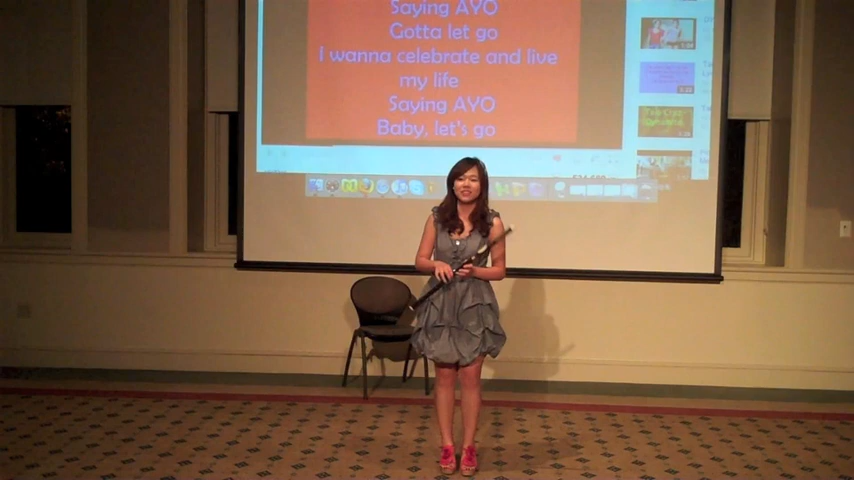 Saying AYO
Gotta let go
I wanna celebrate and live
my life
Saying AYO
Baby, let's go